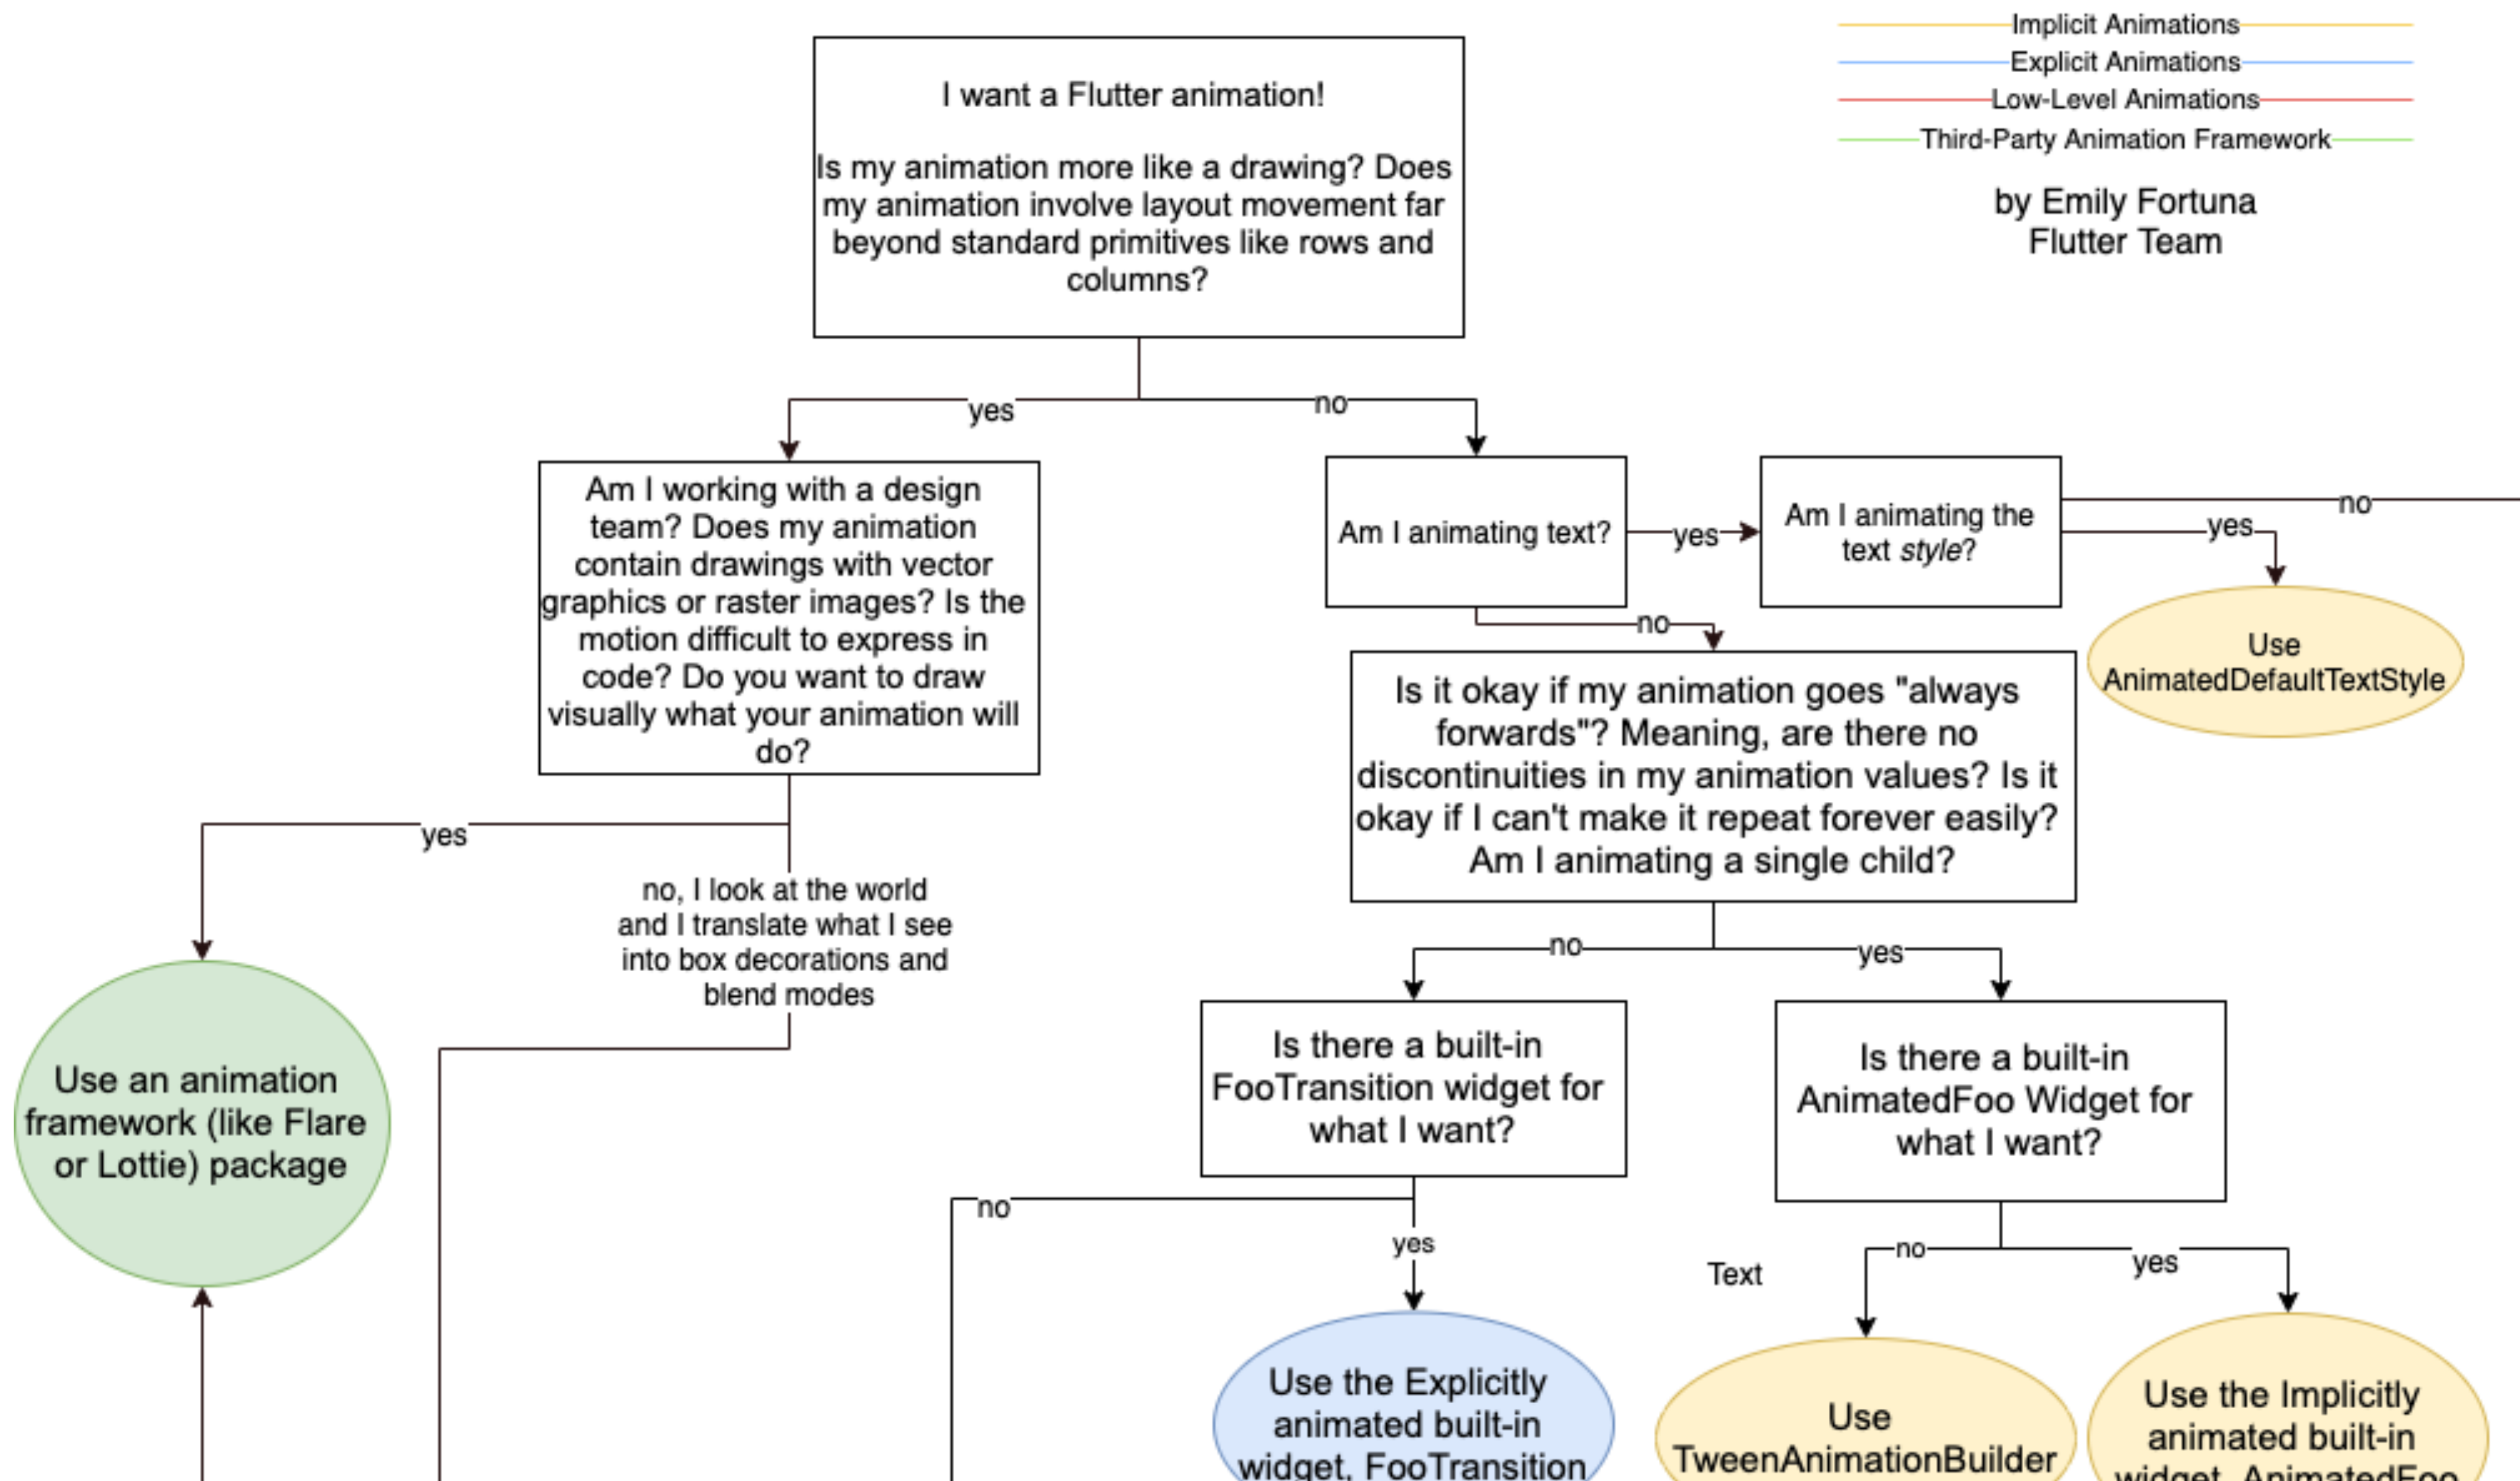 Implicit Animations
Explicit Animations
Low-Level Animations
Third-Party Animation Framework
by Emily Fortuna
Flutter Team
I want a Flutter animation!
Is my animation more like a drawing? Does
my animation involve layout movement far
beyond standard primitives like rows and
columns?
yes
no
Am I working with a design
team? Does my animation
contain drawings with vector
graphics or raster images? Is the
motion difficult to express in
code? Do you want to draw
visually what your animation will
do?
Am I animating text?
yes
Am I animating the
text style?
no
yes
Use
AnimatedDefaultTextStyle
no
Is it okay if my animation goes "always
forwards"? Meaning, are there no
discontinuities in my animation values? Is it
okay if I can't make it repeat forever easily?
Am I animating a single child?
yes
no, I look at the world
and I translate what I see
into box decorations and
blend modes
no
yes
Use an animation
framework (like Flare
or Lottie) package
Is there a built-in
FooTransition widget for
what I want?
Is there a built-in
AnimatedFoo Widget for
what I want?
no
yes
Text
no
yes
Use the Explicitly
animated built-in
widget, FooTransition
Use
TweenAnimationBuilder
Use the Implicitly
animated built-in
widget, AnimatedFoo